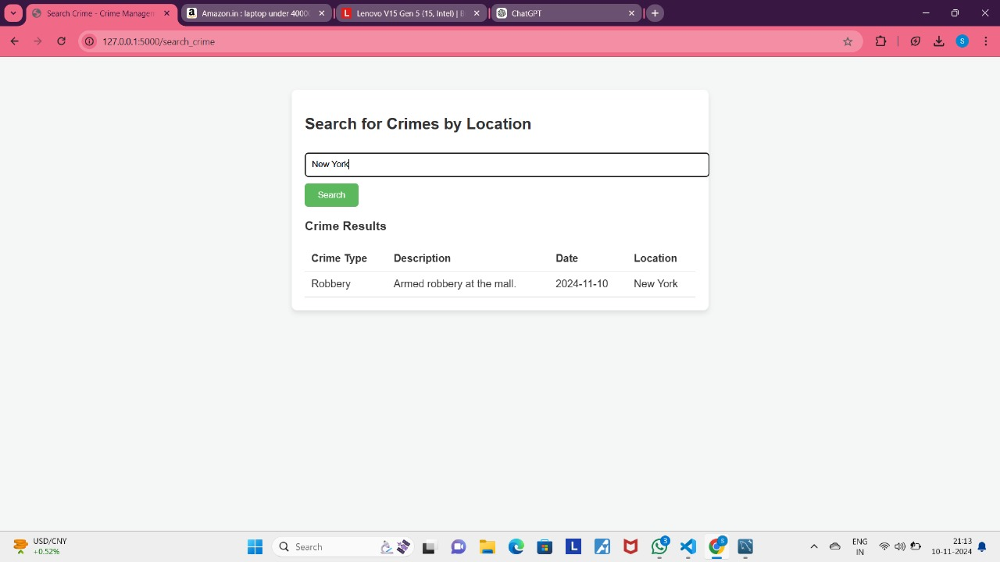 Search Crime - Crime Managem
Amazon.in : laptop under 4000
Lenovo V15 Gen 5 (15, Intel) | B
ChatGPT
127.0.0.1:5000/search_crime
S
Search for Crimes by Location
New York
Search
Crime Results
Crime Type Description Date Location
Robbery Armed robbery at the mall. 2024-11-10 New York
USD/CNY
+0.52%
Search
L
3
S
ENG
IN
21:13
10-11-2024